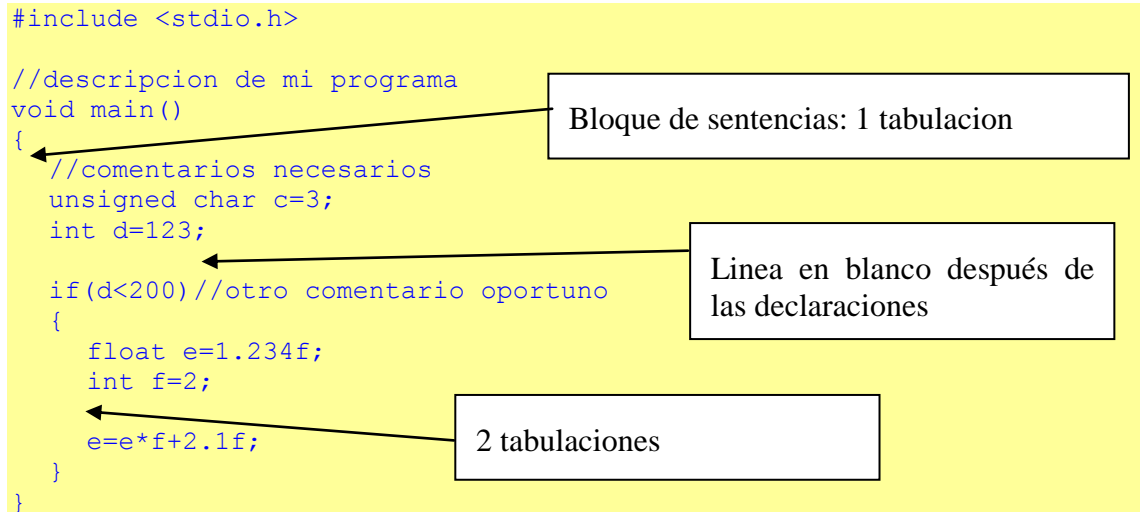 #include <stdio.h>
//descripcion de mi programa
void main()
{
//comentarios necesarios
unsigned char c=3;
int d=123;
if(d<200)//otro comentario oportuno
{
float e=1.234f;
int f=2;
e=e*f+2.1f;
}
}
Bloque de sentencias: 1 tabulacion
Linea en blanco después de
las declaraciones
2 tabulaciones